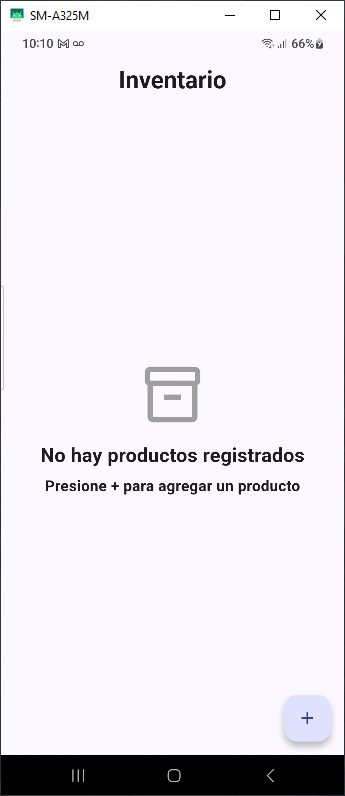 SM-A325M
10:10 66%
Inventario
No hay productos registrados
Presione + para agregar un producto
+